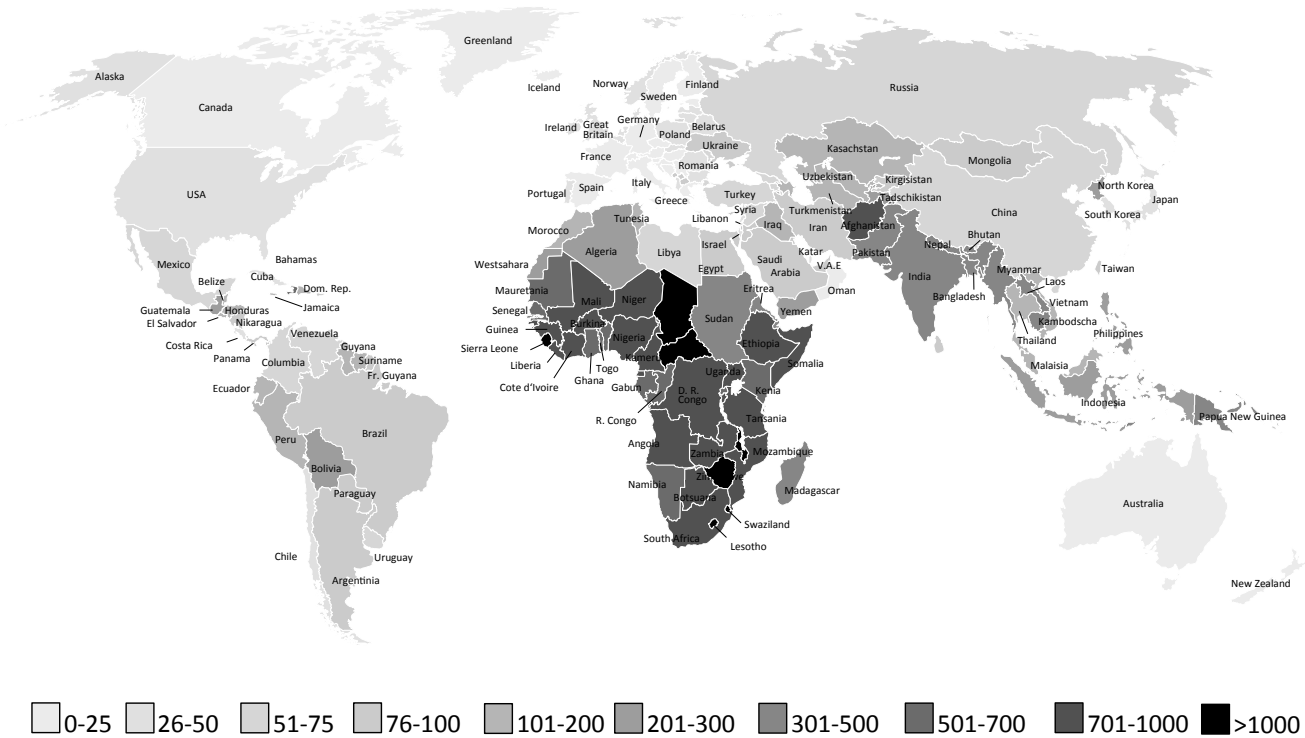 Greenland
Alaska
Canada
Iceland
Norway
Finland
Sweden
Russia
Ireland
Great
Britain
Germany
Poland
Belarus
Ukraine
France
Romania
Kasachstan
Mongolia
USA
Portugal
Spain
Italy
Greece
Turkey
Uzbekistan
Kirgisistan
Tadschikistan
North Korea
Japan
Tunesia
Libanon
Syria
Turkmenistan
China
South Korea
Morocco
Algeria
Libya
Israel
Iraq
Iran
Afghanistan
Bhutan
Mexico
Bahamas
Westsahara
Egypt
Saudi
Arabia
Katar
V.A.E
Pakistan
Nepal
India
Taiwan
Belize
Cuba
Dom. Rep.
Mauretania
Mali
Niger
Eritrea
Oman
Myanmar
Laos
Bangladesh
Vietnam
Guatemala
Honduras
Jamaica
El Salvador
Nikaragua
Senegal
Guinea
Burkina
Sudan
Yemen
Kambodscha
Philippines
Costa Rica
Venezuela
Sierra Leone
Nigeria
Ethiopia
Thailand
Panama
Guyana
Columbia
Suriname
Fr. Guyana
Liberia
Togo
Kameru
Somalia
Malaisia
Ecuador
Cote d'Ivoire
Ghana
Gabun
Uganda
D. R.
Congo
Kenia
Indonesia
R. Congo
Tansania
Papua New Guinea
Peru
Brazil
Angola
Zambia
Mozambique
Bolivia
Namibia
Madagascar
Paraguay
Botsuana
Australia
Swaziland
South Africa
Lesotho
Chile
Uruguay
Argentinia
New Zealand
0-25 26-50 51-75 76-100 101-200 201-300 301-500 501-700 701-1000 >1000